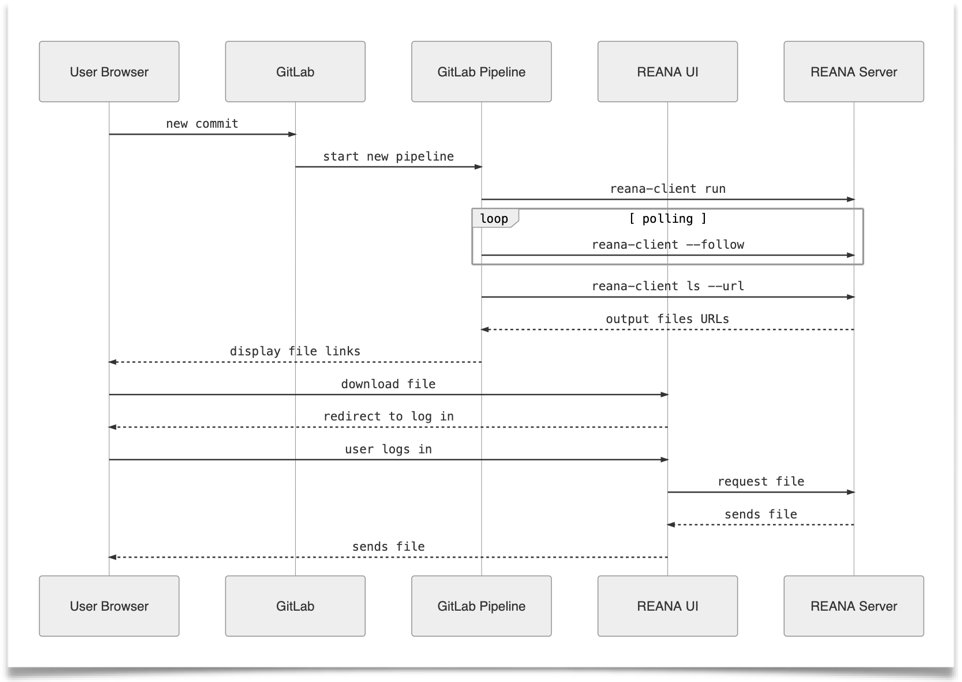 User Browser
GitLab
GitLab Pipeline
REANA UI
REANA Server
new commit
start new pipeline
reana-client run
loop
[ polling ]
reana-client --follow
reana-client ls --url
output files URLs
display file links
download file
redirect to log in
user logs in
request file
sends file
sends file
User Browser
GitLab
GitLab Pipeline
REANA UI
REANA Server